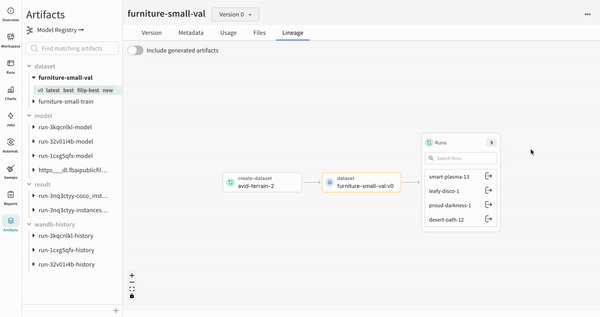 Overview
Workspace
Runs
Charts
Jobs
Automat.
Sweeps
Reports
Artifacts
Artifacts
Model Registry →
Find matching artifacts
dataset
furniture-small-val
v0 latest best filip-best new
furniture-small-train
model
run-3kqcnlkl-model
run-32v01i4b-model
run-1cxg5qfx-model
https___dl.fbaipublicfil...
result
run-3nq3ctyy-coco_inst...
run-3nq3ctyy-instances...
wandb-history
run-3kqcnlkl-history
run-1cxg5qfx-history
run-32v01i4b-history
furniture-small-val
Version 0
Version Metadata Usage Files Lineage
Include generated artifacts
create-dataset
avid-terrain-2
dataset
furniture-small-val:v0
Runs 9
Search Runs
smart-plasma-13
leafy-disco-1
proud-darkness-1
desert-oath-12